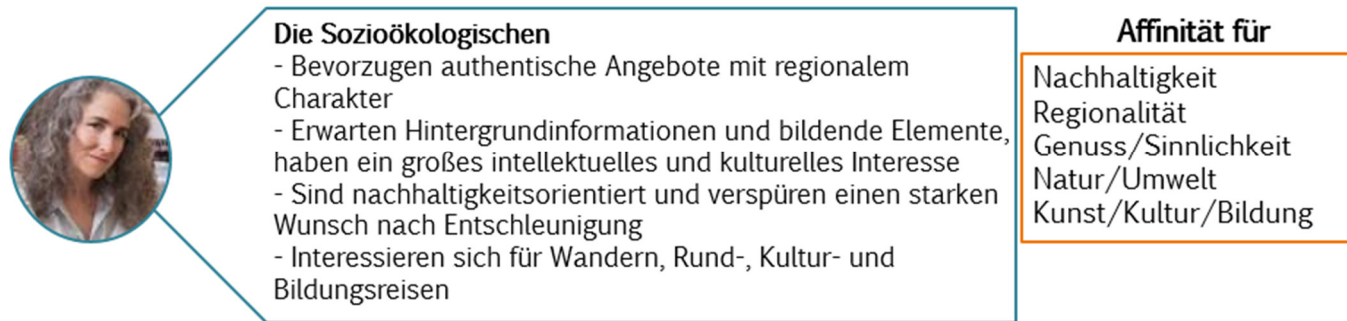 Die Sozioökologischen
- Bevorzugen authentische Angebote mit regionalem
Charakter
- Erwarten Hintergrundinformationen und bildende Elemente,
haben ein großes intellektuelles und kulturelles Interesse
- Sind nachhaltigkeitsorientiert und verspüren einen starken
Wunsch nach Entschleunigung
- Interessieren sich für Wandern, Rund-, Kultur- und
Bildungsreisen
Affinität für
Nachhaltigkeit
Regionalität
Genuss/Sinnlichkeit
Natur/Umwelt
Kunst/Kultur/Bildung